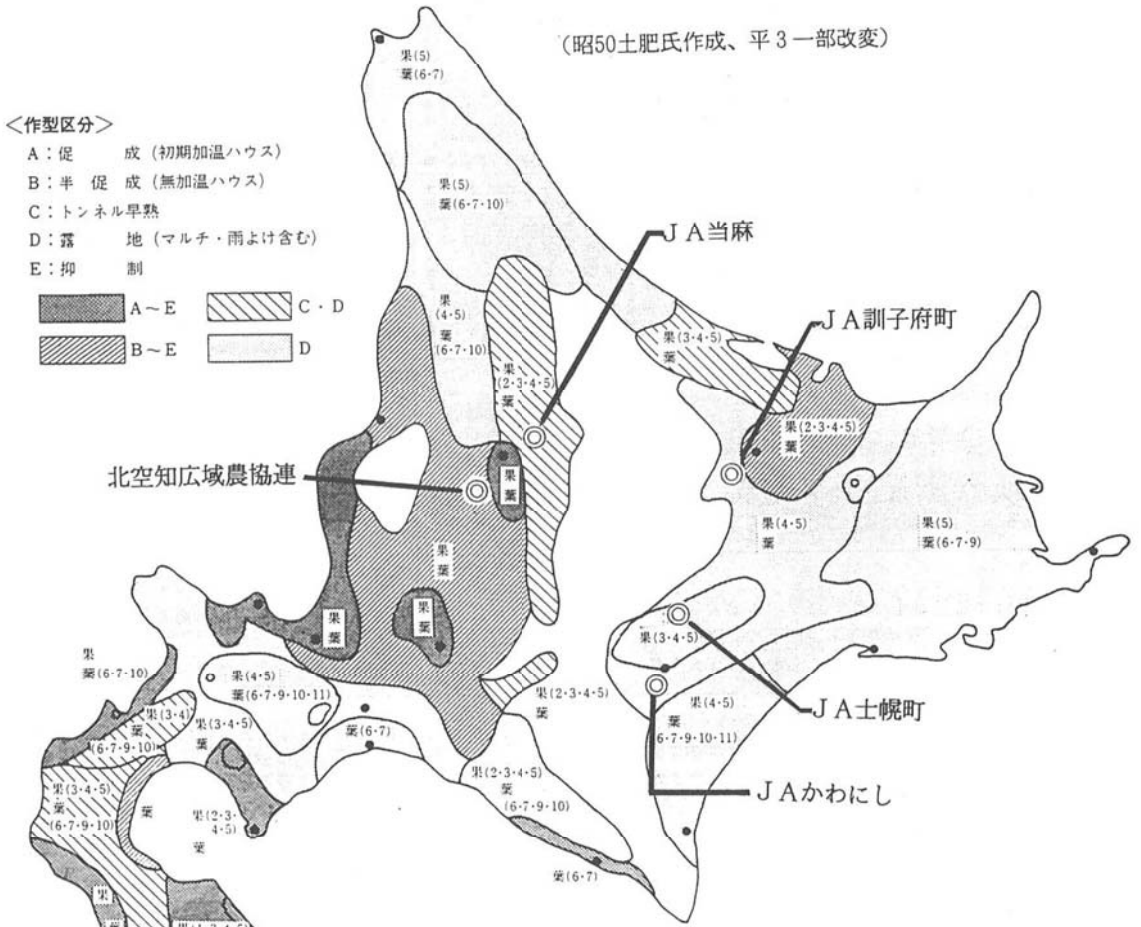 （昭50土肥氏作成、平3一部改変）
＜作型区分＞
A：促　　成（初期加温ハウス）
B：半 促 成（無加温ハウス）
C：トンネル早熟
D：露　　地（マルチ・雨よけ含む）
E：抑　　制
A～E
C・D
B～E
D
果(5)
葉(6･7)
果(5)
葉(6･7･10)
JA当麻
果
(4･5)
葉
(6･7･10)
果
(2･3･4･5)
葉
JA訓子府町
果(3･4･5)
葉
果(2･3･4･5)
葉
北空知広域農協連
果
葉
果(4･5)
葉
果(5)
葉(6･7･9)
果
葉
果
葉
果
葉
果(3･4･5)
JA士幌町
果
葉(6･7･10)
果(4･5)
葉(6･7･9･10･11)
果(2･3･4･5)
葉
果(4･5)
葉
(6･7･9･10･11)
果(3･4)
葉
(6･7･9･10)
果(3･4･5)
葉
葉(6･7)
JAかわにし
果(3･4･5)
葉
(6･7･9･10)
葉
果(2･3･
4･5)
葉
果(2･3･4･5)
葉
(6･7･9･10)
葉(6･7)
果